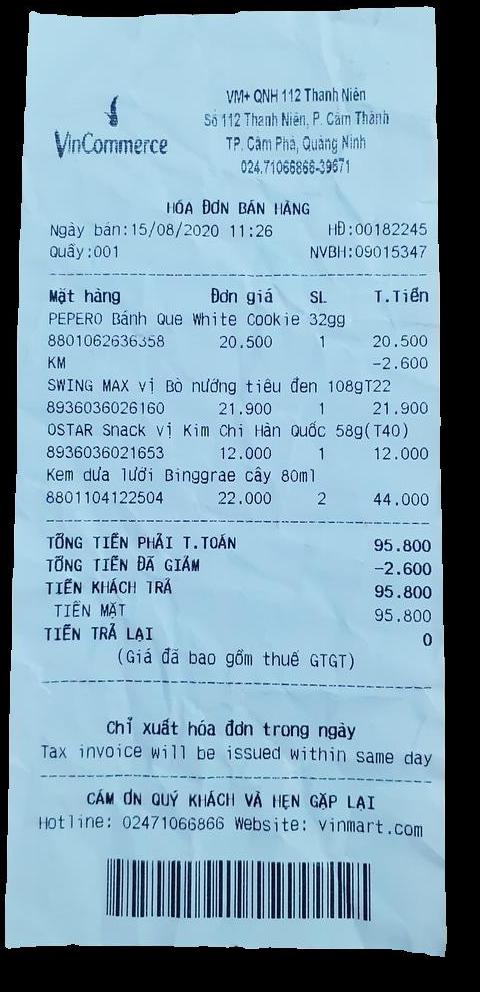 VinCommerce
VM+ QNH 112 Thanh Niên
Số 112 Thanh Niên, P. Cẩm Thành
TP. Cẩm Phả, Quảng Ninh
024.71066866-39671
HÓA ĐƠN BÁN HÀNG
Ngày bán:15/08/2020 11:26 HĐ:00182245
Quầy:001 NVBH:09015347
Mặt hàng Đơn giá SL T.Tiền
PEPERO Bánh Que White Cookie 32gg
8801062636358 20.500 1 20.500
KM -2.600
SWING MAX vị Bò nướng tiêu đen 108gT22
8936036026160 21.900 1 21.900
OSTAR Snack vị Kim Chi Hàn Quốc 58g(T40)
8936036021653 12.000 1 12.000
Kem dưa lưới Binggrae cây 80ml
8801104122504 22.000 2 44.000
TỔNG TIỀN PHẢI T.TOÁN 95.800
TỔNG TIỀN ĐÃ GIẢM -2.600
TIỀN KHÁCH TRẢ 95.800
TIỀN MẶT 95.800
TIỀN TRẢ LẠI 0
(Giá đã bao gồm thuế GTGT)
Chỉ xuất hóa đơn trong ngày
Tax invoice will be issued within same day
CẢM ƠN QUÝ KHÁCH VÀ HẸN GẶP LẠI
Hotline: 02471066866 Website: vinmart.com